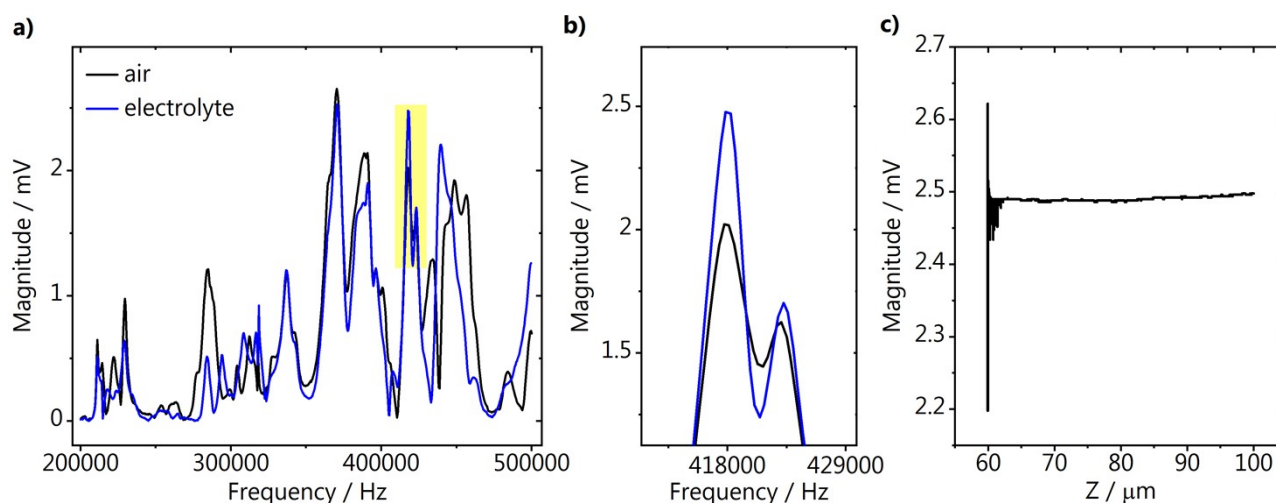 a)
air
electrolyte
Magnitude / mV
2
1
0
200000 300000 400000 500000
Frequency / Hz
b)
Magnitude / mV
2.5
2
1.5
418000 429000
Frequency / Hz
c)
Magnitude / mV
2.7
2.6
2.5
2.4
2.3
2.2
60 70 80 90 100
Z / μm